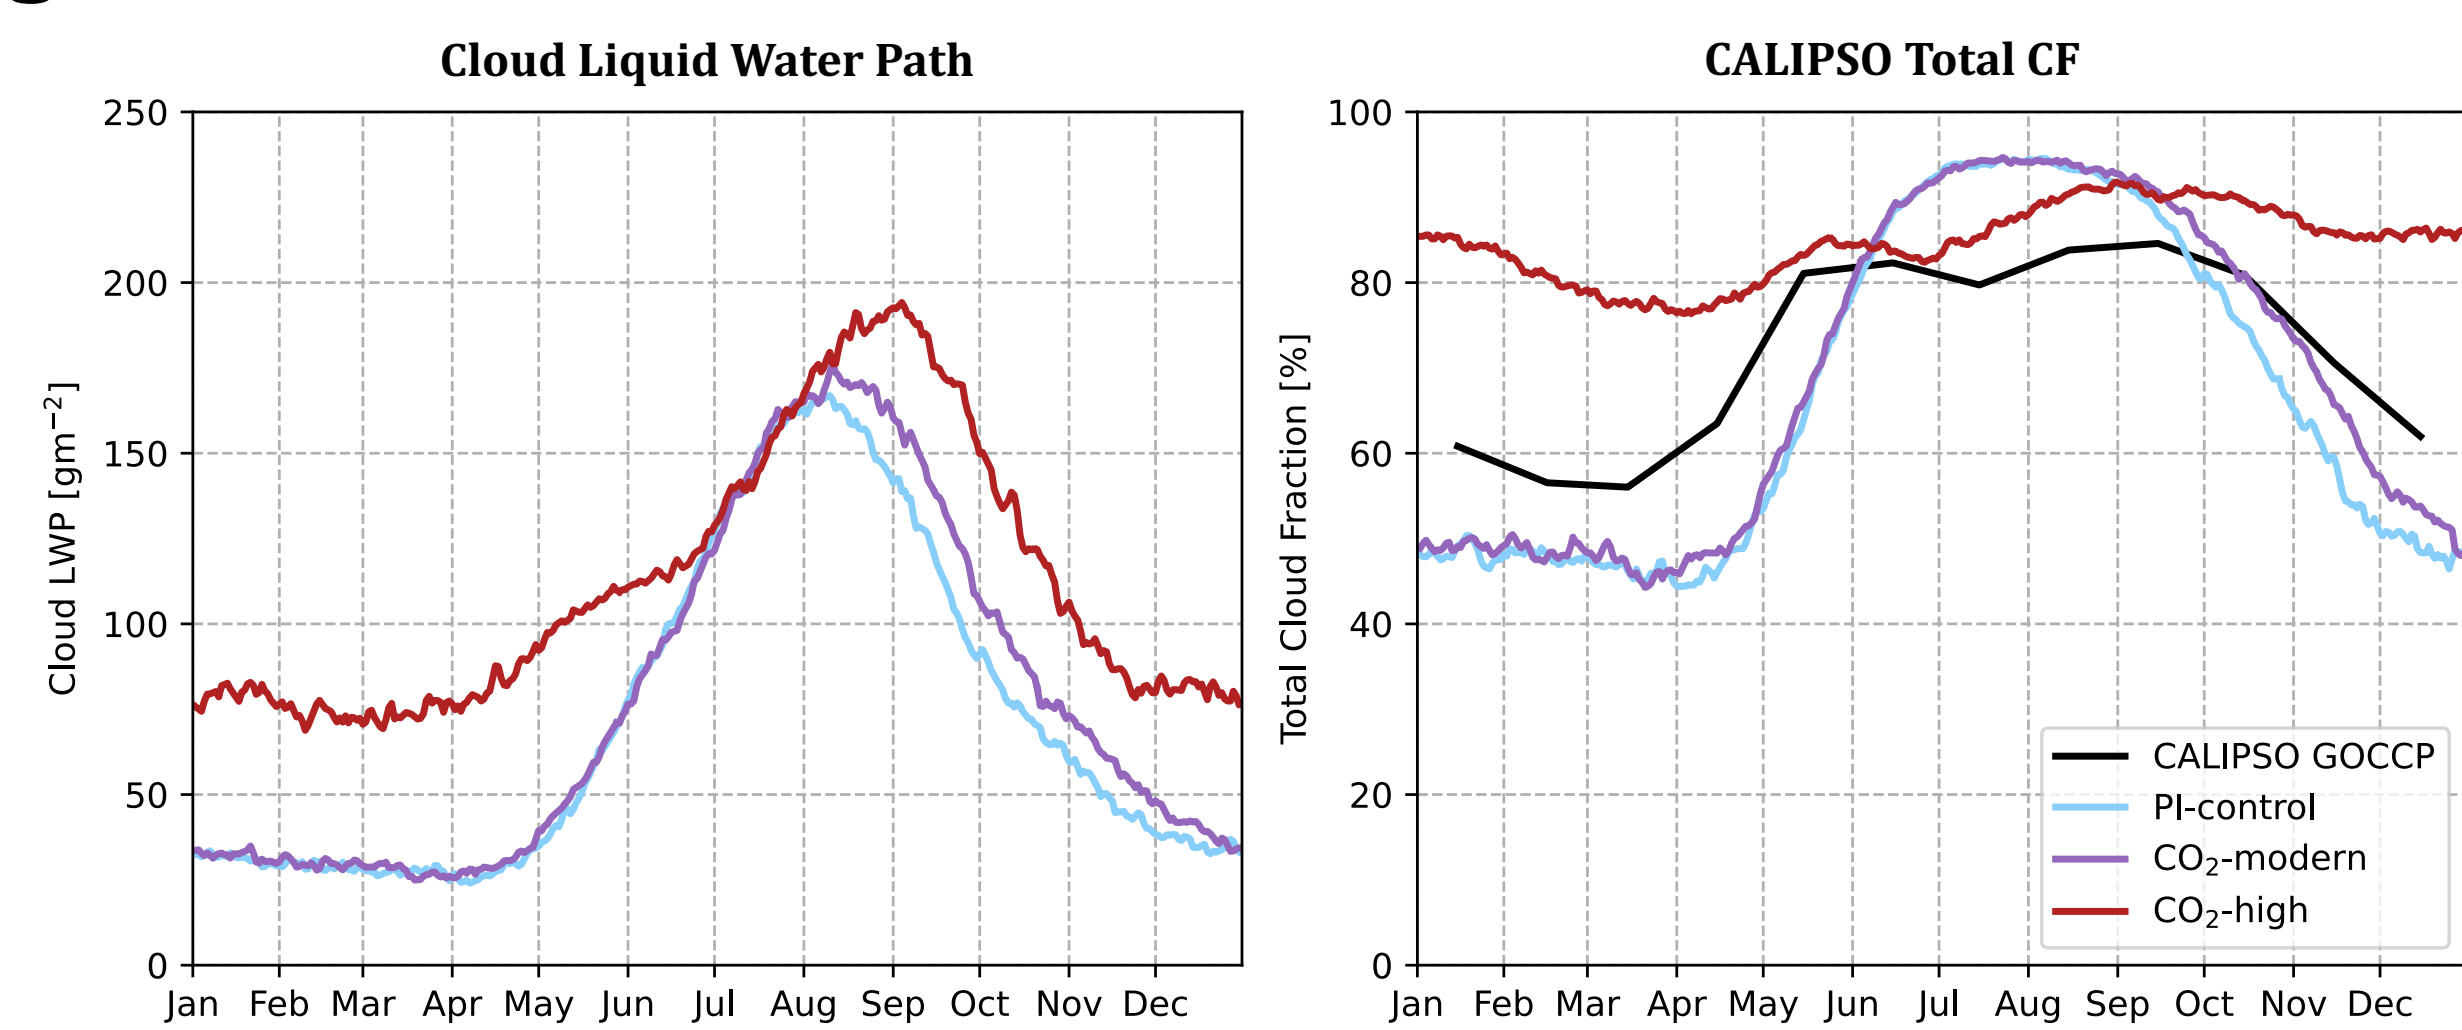 Cloud Liquid Water Path
250
200
150
100
50
0
Cloud LWP [gm⁻²]
Jan Feb Mar Apr May Jun Jul Aug Sep Oct Nov Dec
CALIPSO Total CF
100
80
60
40
20
0
Total Cloud Fraction [%]
Jan Feb Mar Apr May Jun Jul Aug Sep Oct Nov Dec
CALIPSO GOCCP
PI-control
CO₂-modern
CO₂-high